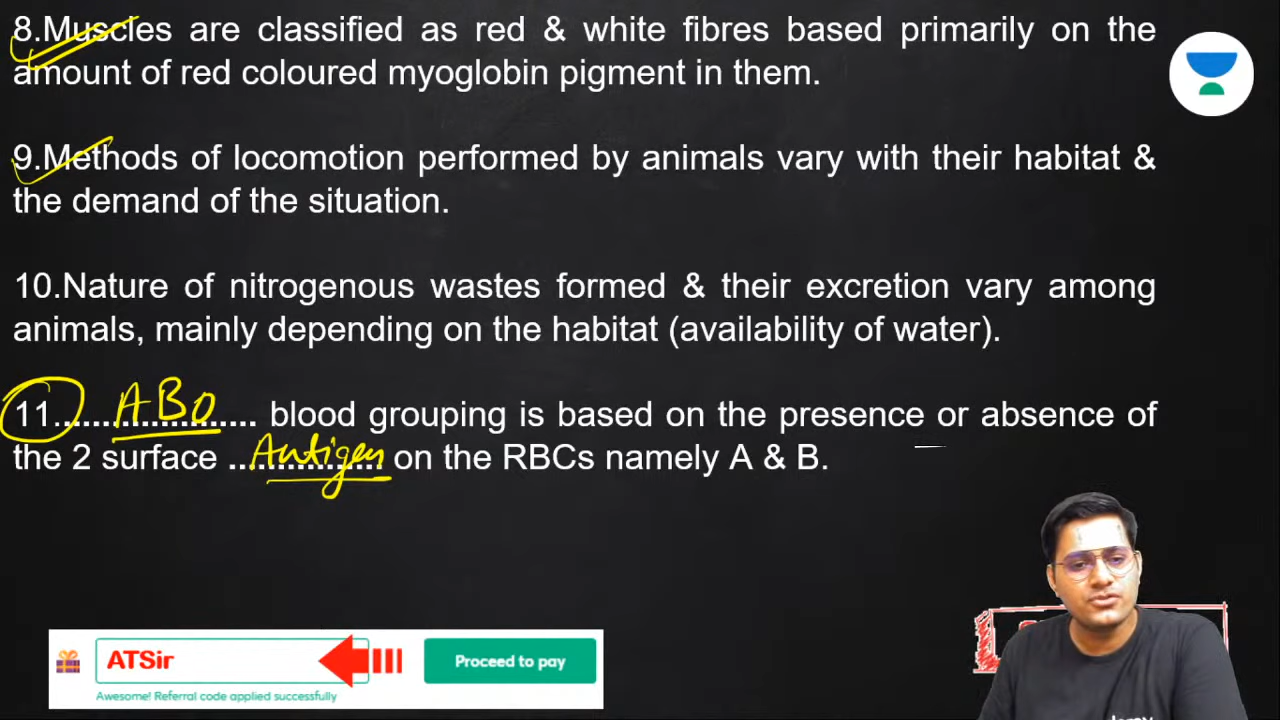 8.Muscles are classified as red & white fibres based primarily on the
amount of red coloured myoglobin pigment in them.
9.Methods of locomotion performed by animals vary with their habitat &
the demand of the situation.
10.Nature of nitrogenous wastes formed & their excretion vary among
animals, mainly depending on the habitat (availability of water).
11..... ABO ..... blood grouping is based on the presence or absence of
the 2 surface ... Antigen ... on the RBCs namely A & B.
ATSir
Proceed to pay
Awesome! Referral code applied successfully